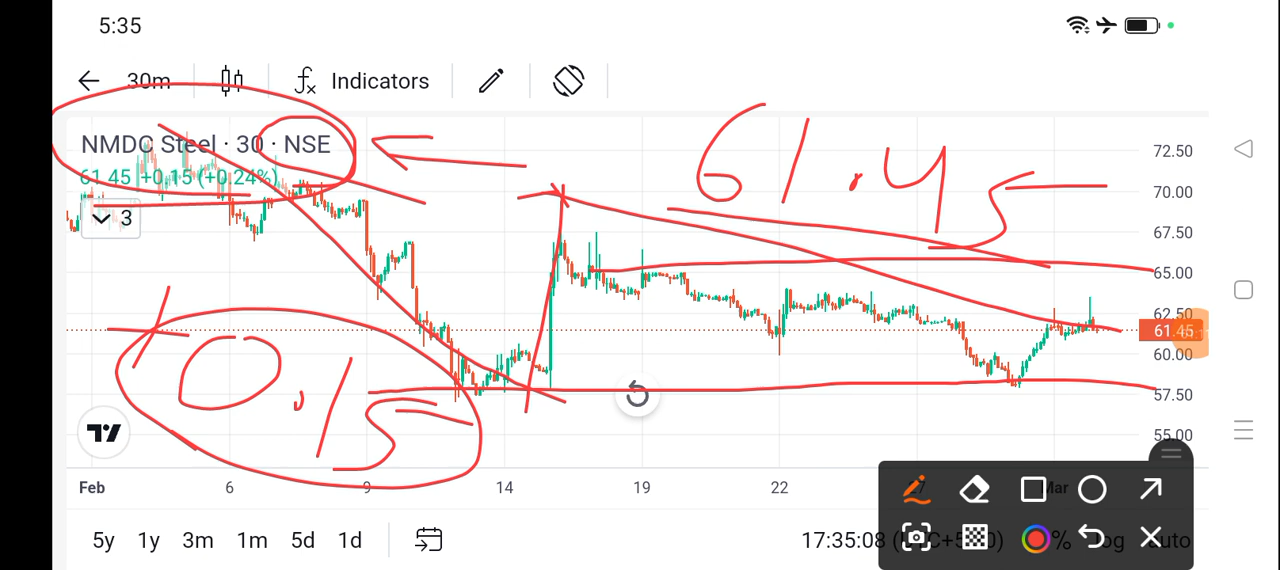 5:35
30m Indicators
NMDC Steel · 30 · NSE
61.45 +0.15 (+0.24%)
3
61.45
0.15
72.50
70.00
67.50
65.00
62.50
61.45
60.00
57.50
55.00
Feb 6 9 14 19 22 27 Mar
5y 1y 3m 1m 5d 1d 17:35:08 % log auto